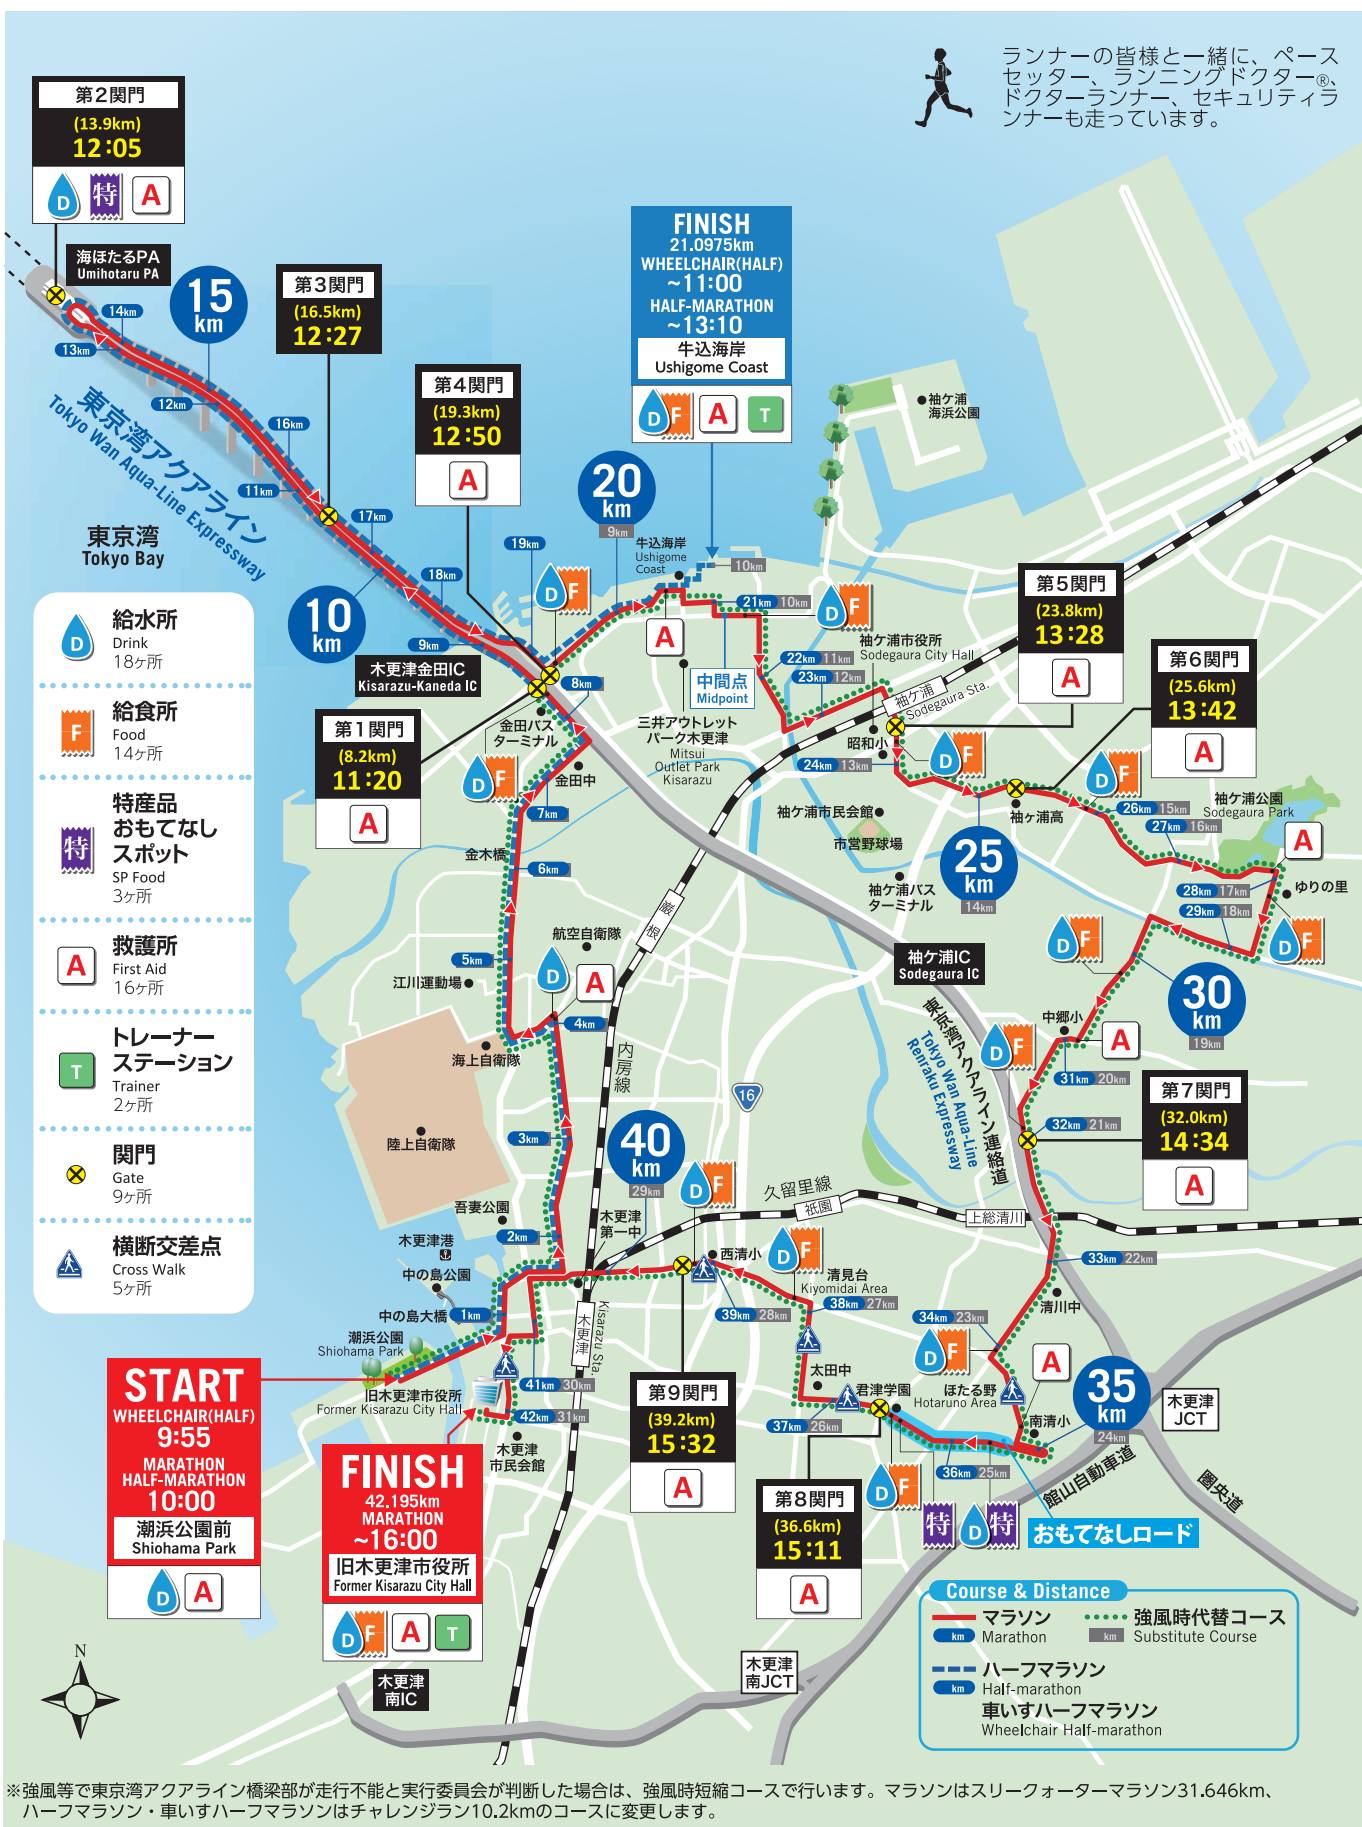 ランナーの皆様と一緒に、ペース
セッター、ランニングドクター®、
ドクターランナー、セキュリティラ
ンナーも走っています。
第2関門
(13.9km)
12:05
D
特
A
海ほたるPA
Umihotaru PA
15
km
14km
13km
12km
第3関門
(16.5km)
12:27
16km
11km
東京湾アクアライン
Tokyo Wan Aqua-Line Expressway
東京湾
Tokyo Bay
第4関門
(19.3km)
12:50
A
17km
18km
19km
10
km
9km
木更津金田IC
Kisarazu-Kaneda IC
FINISH
21.0975km
WHEELCHAIR(HALF)
~11:00
HALF-MARATHON
~13:10
牛込海岸
Ushigome Coast
D
F
A
T
20
km
9km
牛込海岸
Ushigome
Coast
10km
D
F
A
21km
10km
D
F
中間点
Midpoint
22km
11km
23km
12km
袖ケ浦
海浜公園
袖ケ浦市役所
Sodegaura City Hall
袖ケ浦
Sodegaura Sta.
第5関門
(23.8km)
13:28
A
第6関門
(25.6km)
13:42
A
昭和小
24km
13km
D
F
袖ヶ浦高
D
F
26km
15km
27km
16km
袖ケ浦公園
Sodegaura Park
A
ゆりの里
28km
17km
29km
18km
D
F
25
km
14km
袖ケ浦市民会館
市営野球場
袖ケ浦バス
ターミナル
三井アウトレット
パーク木更津
Mitsui
Outlet Park
Kisarazu
第1関門
(8.2km)
11:20
A
8km
金田バス
ターミナル
D
F
金田中
7km
金木橋
6km
5km
航空自衛隊
D
A
江川運動場
4km
海上自衛隊
陸上自衛隊
巌根
内房線
16
3km
吾妻公園
2km
木更津港
中の島公園
中の島大橋
1km
潮浜公園
Shiohama Park
袖ケ浦IC
Sodegaura IC
東京湾アクアライン連絡道
Tokyo Wan Aqua-Line
Renraku Expressway
D
F
30
km
19km
中郷小
A
31km
20km
D
F
32km
21km
第7関門
(32.0km)
14:34
A
上総清川
久留里線
祇園
33km
22km
清川中
34km
23km
D
F
ほたる野
Hotaruno Area
A
南清小
35
km
24km
木更津
JCT
圏央道
館山自動車道
おもてなしロード
36km
25km
D
特
D
F
特
君津学園
第8関門
(36.6km)
15:11
A
37km
26km
太田中
38km
27km
清見台
Kiyomidai Area
D
F
西清小
39km
28km
D
F
第9関門
(39.2km)
15:32
A
40
km
29km
木更津
第一中
木更津
Kisarazu Sta.
41km
30km
42km
31km
木更津
市民会館
旧木更津市役所
Former Kisarazu City Hall
START
WHEELCHAIR(HALF)
9:55
MARATHON
HALF-MARATHON
10:00
潮浜公園前
Shiohama Park
D
A
FINISH
42.195km
MARATHON
~16:00
旧木更津市役所
Former Kisarazu City Hall
D
F
A
T
木更津
南IC
木更津
南JCT
N
D
給水所
Drink
18ヶ所
F
給食所
Food
14ヶ所
特
特産品
おもてなし
スポット
SP Food
3ヶ所
A
救護所
First Aid
16ヶ所
T
トレーナー
ステーション
Trainer
2ヶ所
関門
Gate
9ヶ所
横断交差点
Cross Walk
5ヶ所
Course & Distance
マラソン
km
Marathon
強風時代替コース
km
Substitute Course
ハーフマラソン
km
Half-marathon
車いすハーフマラソン
Wheelchair Half-marathon
※強風等で東京湾アクアライン橋梁部が走行不能と実行委員会が判断した場合は、強風時短縮コースで行います。マラソンはスリークォーターマラソン31.646km、
ハーフマラソン・車いすハーフマラソンはチャレンジラン10.2kmのコースに変更します。